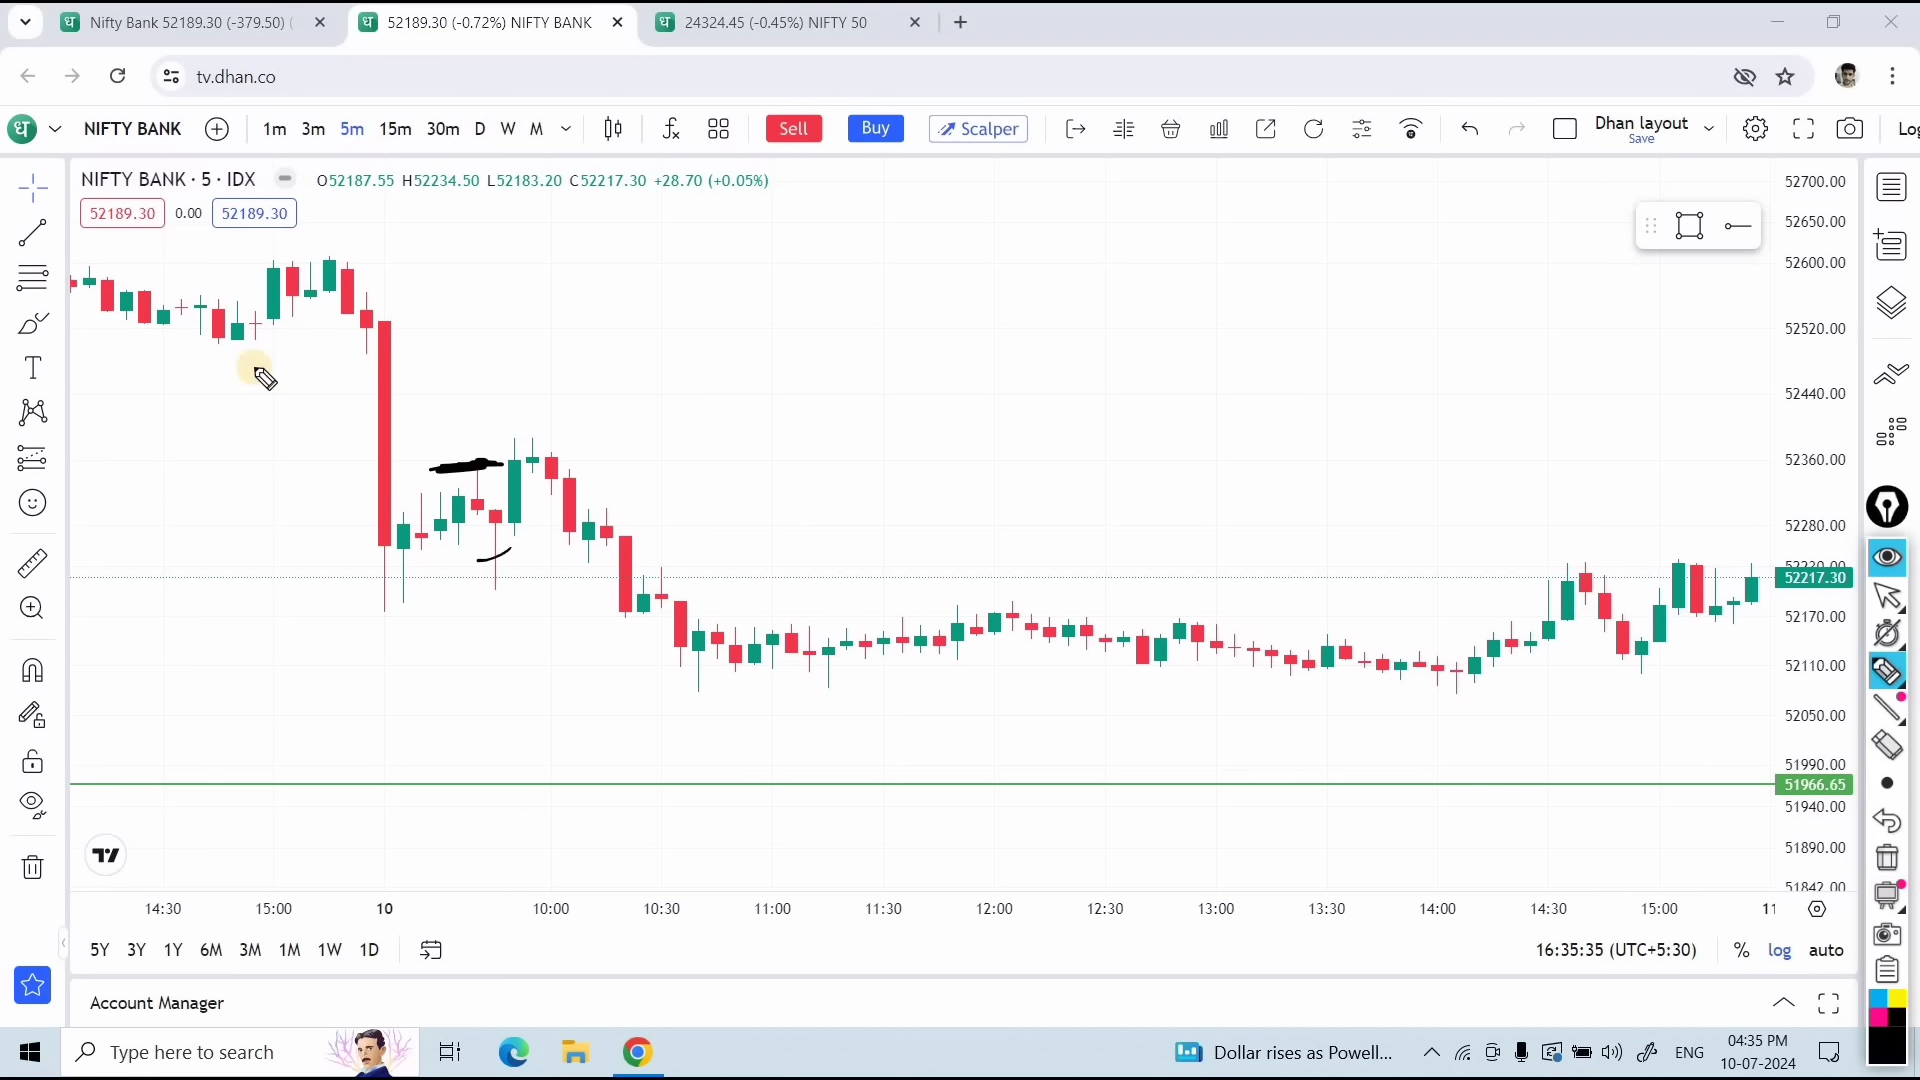 Nifty Bank 52189.30 (-379.50) (
52189.30 (-0.72%) NIFTY BANK
24324.45 (-0.45%) NIFTY 50
tv.dhan.co
ध
NIFTY BANK
1m 3m 5m 15m 30m D W M
Sell
Buy
Scalper
Dhan layout
Save
Log
NIFTY BANK · 5 · IDX
O52187.55 H52234.50 L52183.20 C52217.30 +28.70 (+0.05%)
52189.30 0.00 52189.30
52700.00
52650.00
52600.00
52520.00
52440.00
52360.00
52280.00
52220.00
52217.30
52170.00
52110.00
52050.00
51990.00
51966.65
51940.00
51890.00
51842.00
14:30 15:00 10 10:00 10:30 11:00 11:30 12:00 12:30 13:00 13:30 14:00 14:30 15:00 11
5Y 3Y 1Y 6M 3M 1M 1W 1D
16:35:35 (UTC+5:30) % log auto
Account Manager
Type here to search
Dollar rises as Powell...
ENG
04:35 PM
10-07-2024